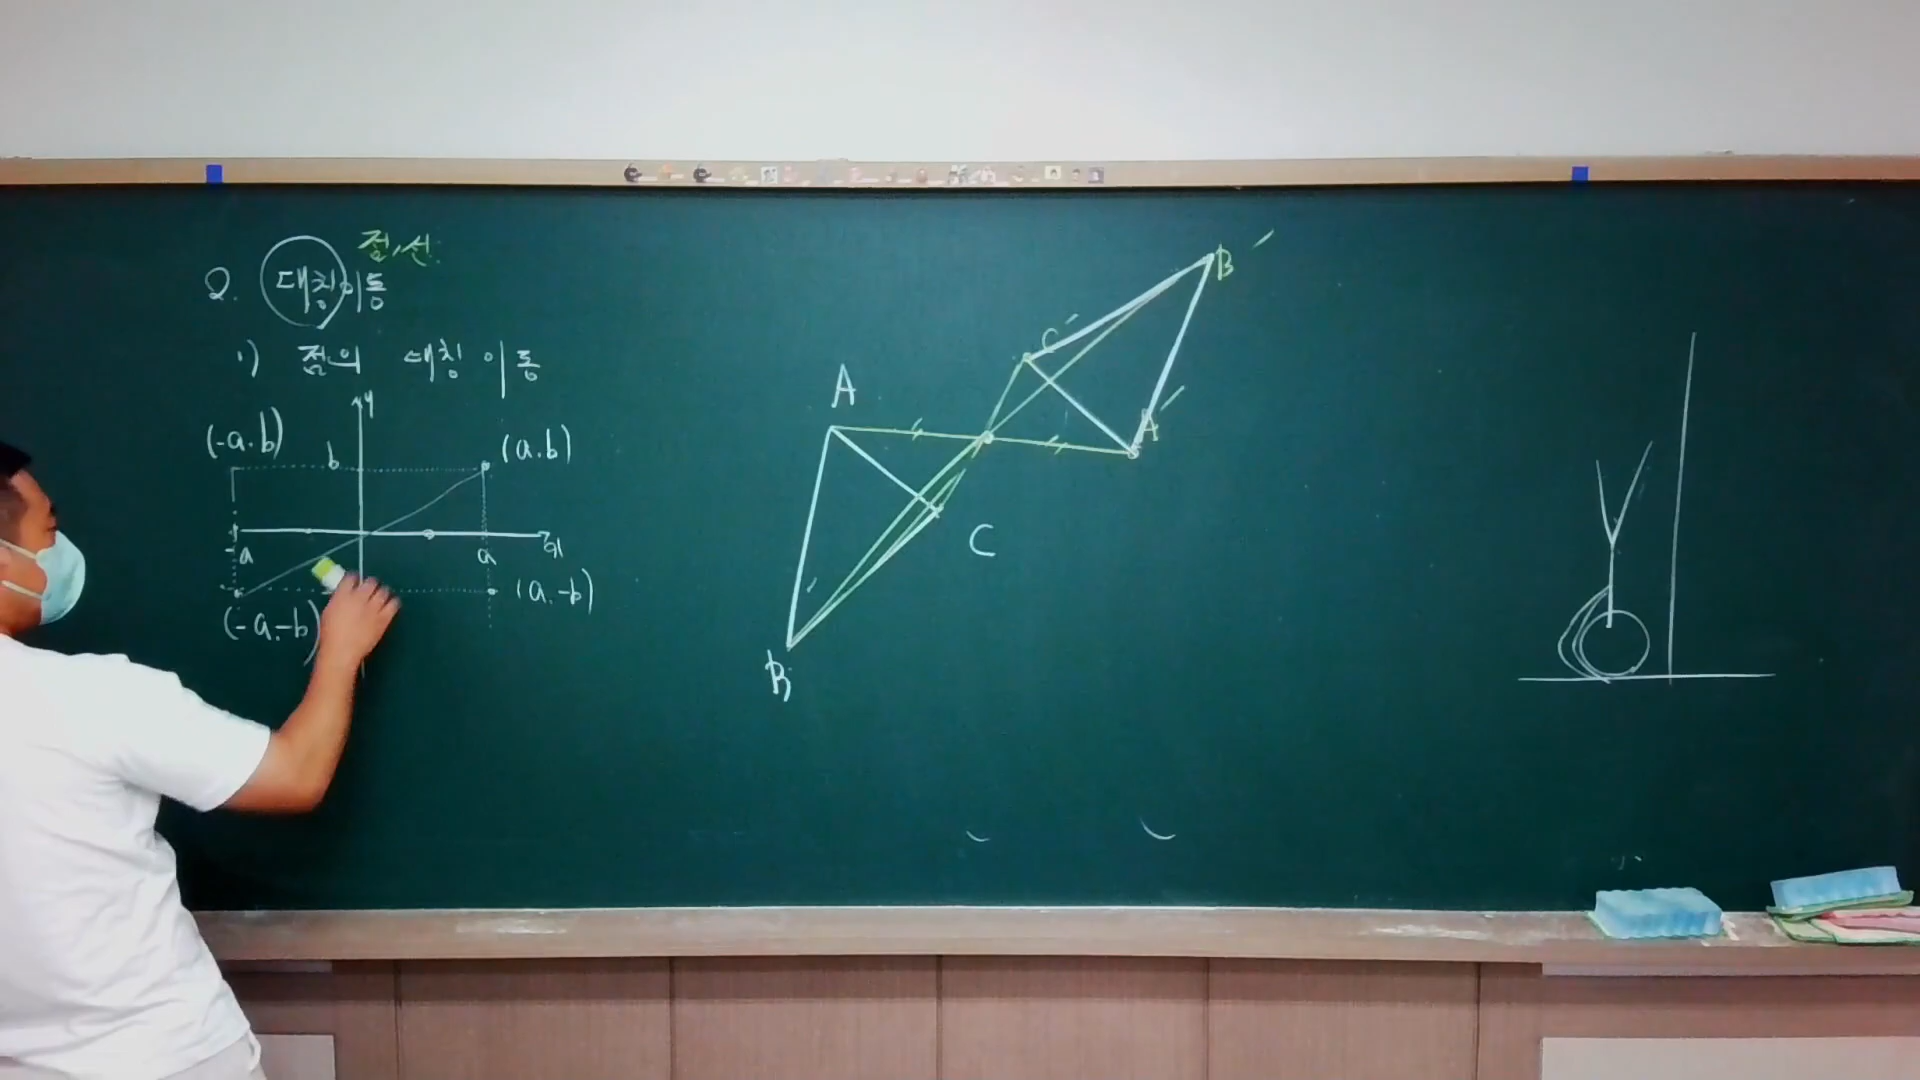 점, 선
2. 대칭이동
1) 점의 대칭이동
y
(-a.b) b (a.b)
-a a x
(-a.-b) (a.-b)
B´
C´
A A´
C
B